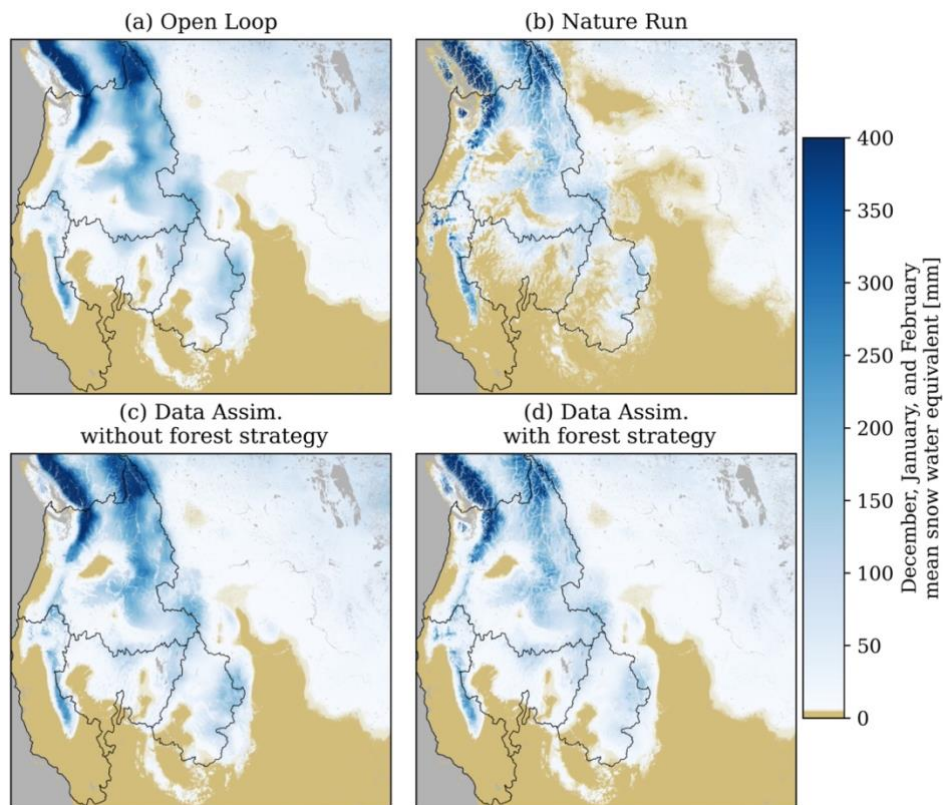 (a) Open Loop
(b) Nature Run
(c) Data Assim.
without forest strategy
(d) Data Assim.
with forest strategy
400
350
300
250
200
150
100
50
0
December, January, and February
mean snow water equivalent [mm]